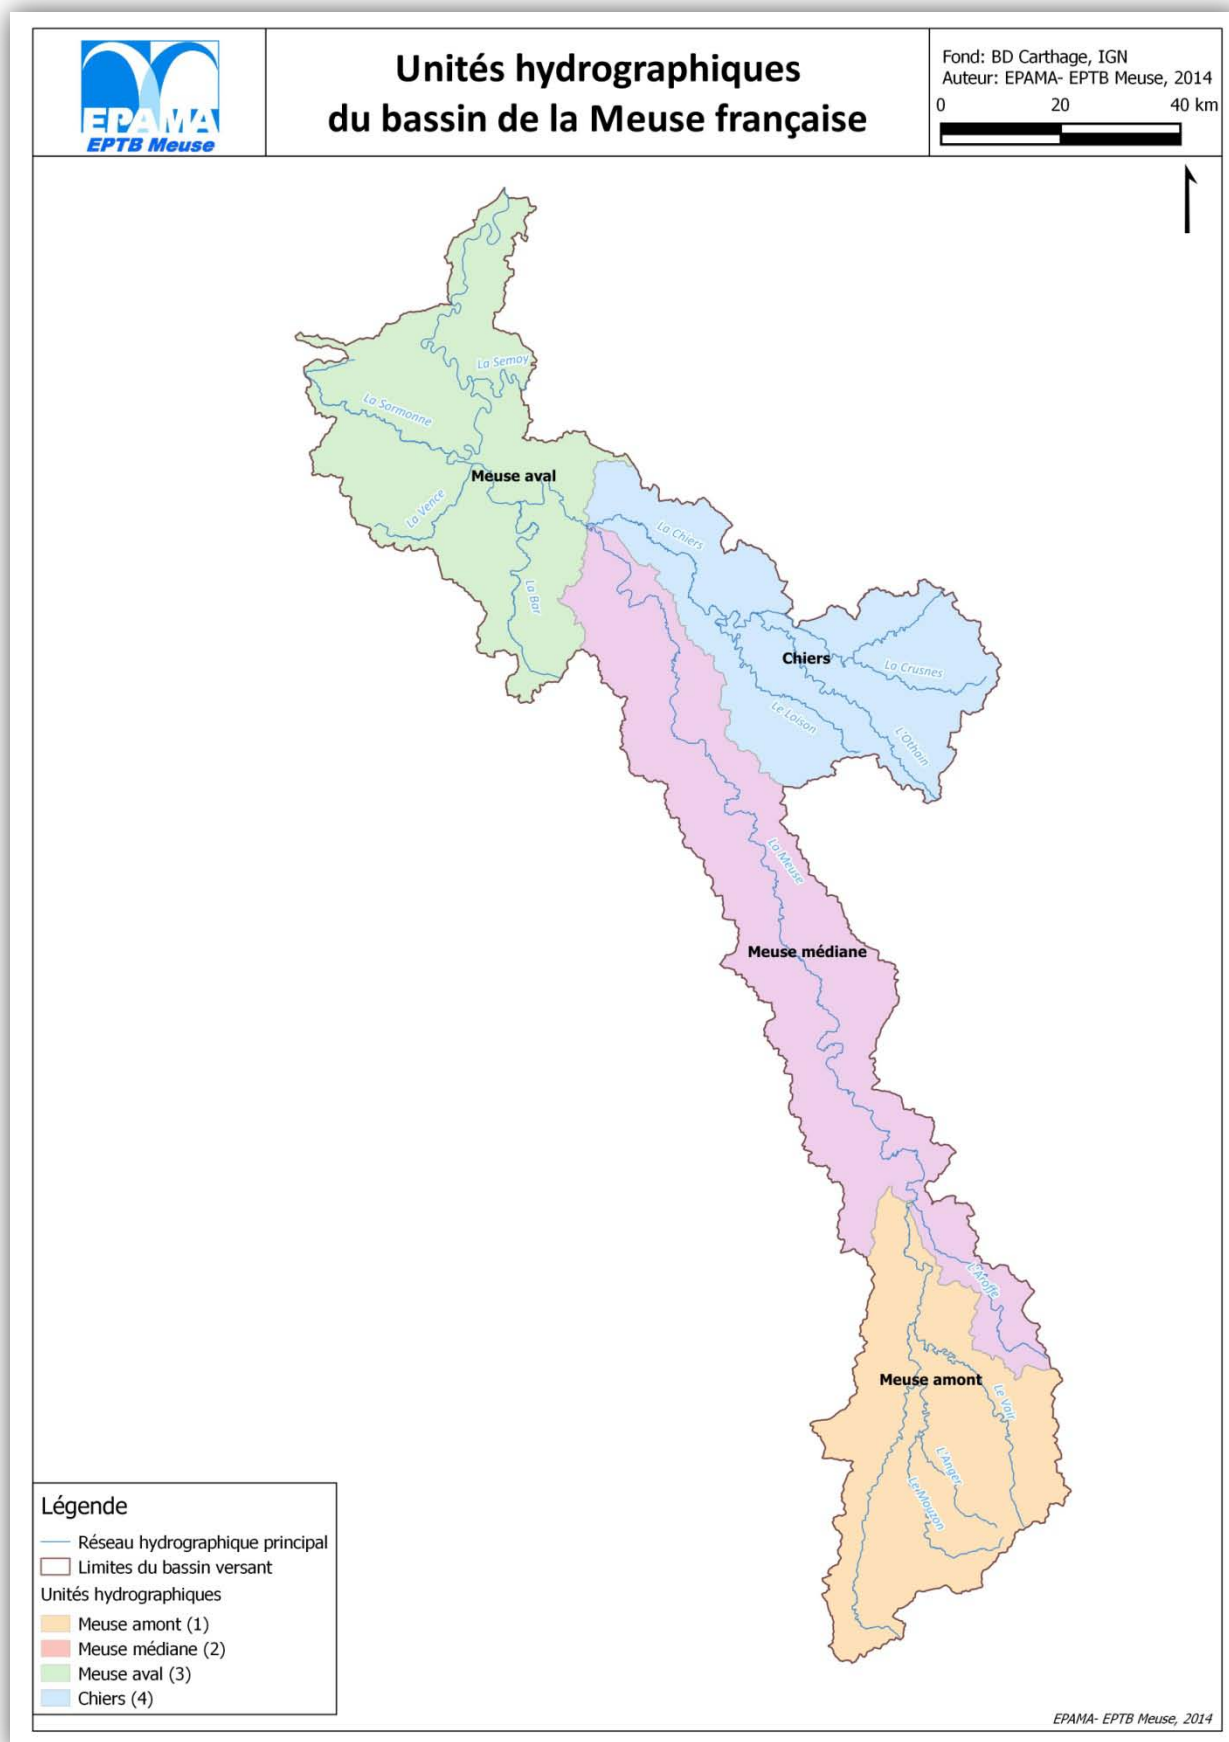 EPAMA
EPTB Meuse
Unités hydrographiques
du bassin de la Meuse française
Fond: BD Carthage, IGN
Auteur: EPAMA- EPTB Meuse, 2014
0 20 40 km
La Semoy
La Sormonne
Meuse aval
La Vence
La Chiers
La Bar
Chiers
La Crusnes
Le Loison
L'Othain
La Meuse
Meuse médiane
L'Aroffe
Meuse amont
Le Vair
L'Anger
Le Mouzon
Légende
Réseau hydrographique principal
Limites du bassin versant
Unités hydrographiques
Meuse amont (1)
Meuse médiane (2)
Meuse aval (3)
Chiers (4)
EPAMA- EPTB Meuse, 2014